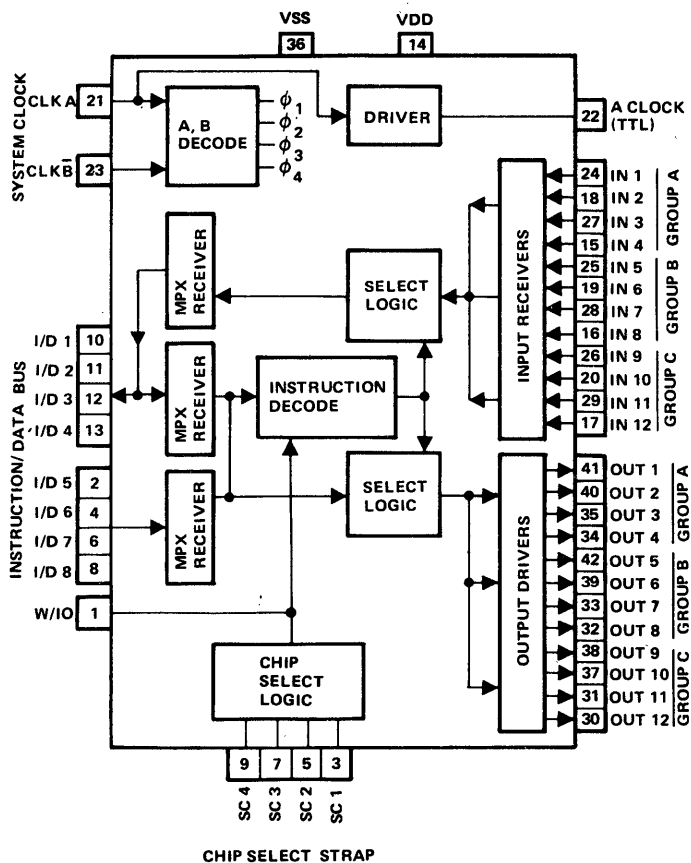 VSS
VDD
36
14
SYSTEM CLOCK
CLKA
21
CLKB̅
23
A, B
DECODE
ϕ1
ϕ2
ϕ3
ϕ4
DRIVER
22
A CLOCK
(TTL)
MPX
RECEIVER
SELECT
LOGIC
INPUT RECEIVERS
24 IN 1
18 IN 2
27 IN 3
15 IN 4
GROUP A
25 IN 5
19 IN 6
28 IN 7
16 IN 8
GROUP B
26 IN 9
20 IN 10
29 IN 11
17 IN 12
GROUP C
INSTRUCTION/DATA BUS
I/D 1 10
I/D 2 11
I/D 3 12
I/D 4 13
I/D 5 2
I/D 6 4
I/D 7 6
I/D 8 8
W/IO 1
MPX
RECEIVER
INSTRUCTION
DECODE
MPX
RECEIVER
SELECT
LOGIC
OUTPUT DRIVERS
41 OUT 1
40 OUT 2
35 OUT 3
34 OUT 4
GROUP A
42 OUT 5
39 OUT 6
33 OUT 7
32 OUT 8
GROUP B
38 OUT 9
37 OUT 10
31 OUT 11
30 OUT 12
GROUP C
CHIP
SELECT
LOGIC
9 7 5 3
SC 4 SC 3 SC 2 SC 1
CHIP SELECT STRAP